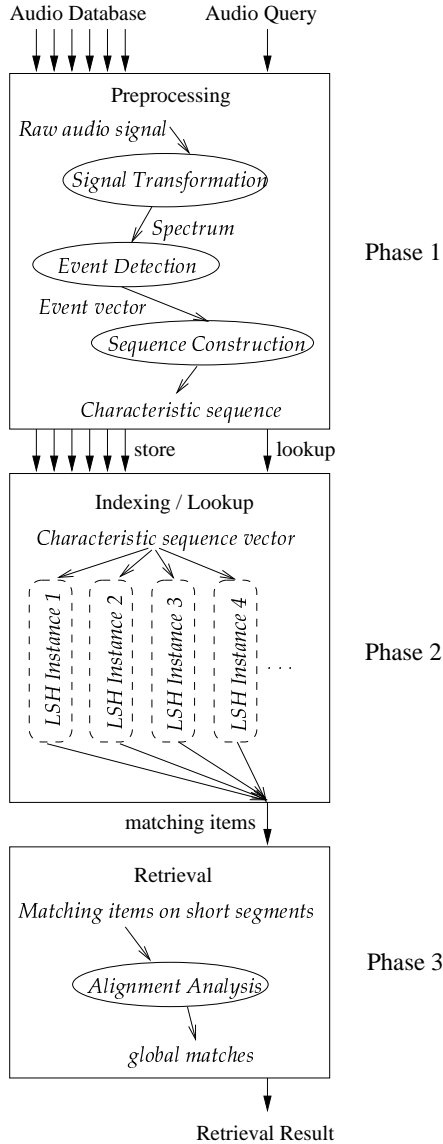 Audio Database
Audio Query
Preprocessing
Raw audio signal
Signal Transformation
Spectrum
Event Detection
Event vector
Sequence Construction
Characteristic sequence
Phase 1
store
lookup
Indexing / Lookup
Characteristic sequence vector
LSH Instance 1
LSH Instance 2
LSH Instance 3
LSH Instance 4
. . .
Phase 2
matching items
Retrieval
Matching items on short segments
Alignment Analysis
global matches
Phase 3
Retrieval Result